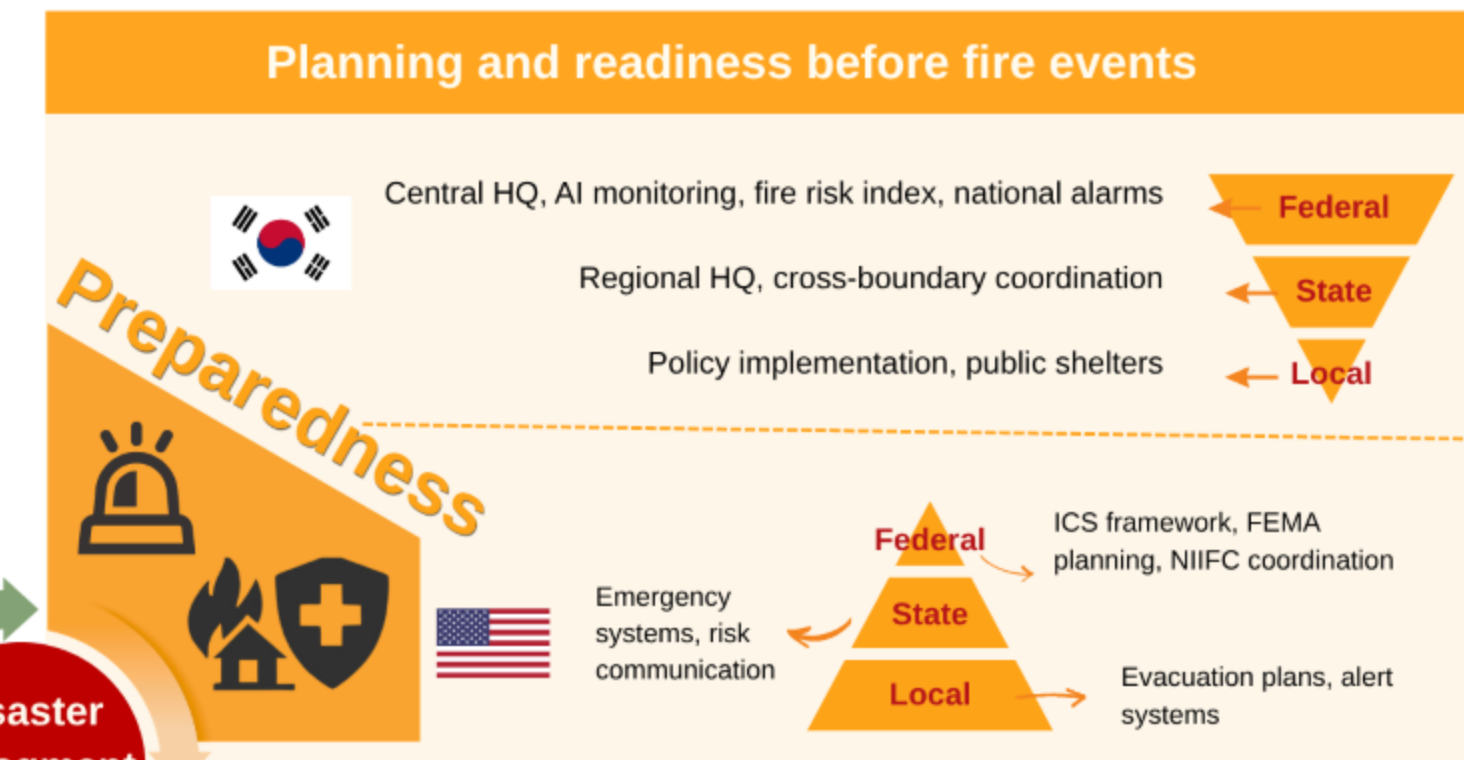 Planning and readiness before fire events
Central HQ, AI monitoring, fire risk index, national alarms
Federal
Regional HQ, cross-boundary coordination
State
Policy implementation, public shelters
Local
Preparedness
Federal
ICS framework, FEMA
planning, NIIFC coordination
State
Emergency
systems, risk
communication
Local
Evacuation plans, alert
systems
saster